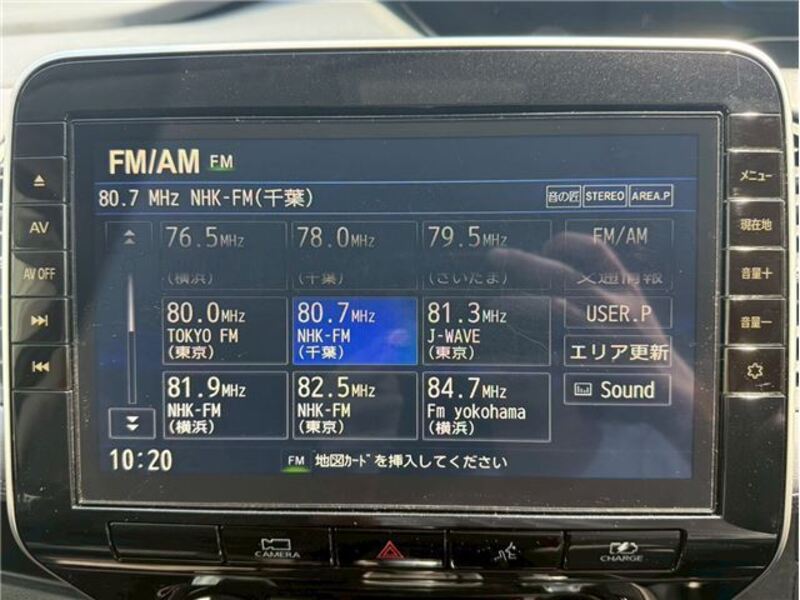 FM/AM FM
80.7 MHz NHK-FM(千葉) 音の匠 STEREO AREA.P
76.5MHz 78.0MHz 79.5MHz FM/AM
(横浜) (千葉) (さいたま) 交通情報
80.0MHz 80.7MHz 81.3MHz USER.P
TOKYO FM NHK-FM J-WAVE
(東京) (千葉) (東京) エリア更新
81.9MHz 82.5MHz 84.7MHz Sound
NHK-FM NHK-FM Fm yokohama
(横浜) (東京) (横浜)
10:20 FM 地図ｶｰﾄﾞを挿入してください
AV
AV OFF
メニュー
現在地
音量＋
音量－
CAMERA
CHARGE